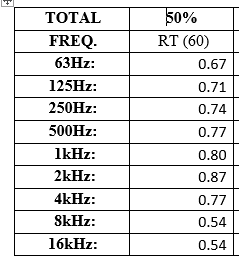 TOTAL 50%
FREQ. RT (60)
63Hz: 0.67
125Hz: 0.71
250Hz: 0.74
500Hz: 0.77
1kHz: 0.80
2kHz: 0.87
4kHz: 0.77
8kHz: 0.54
16kHz: 0.54